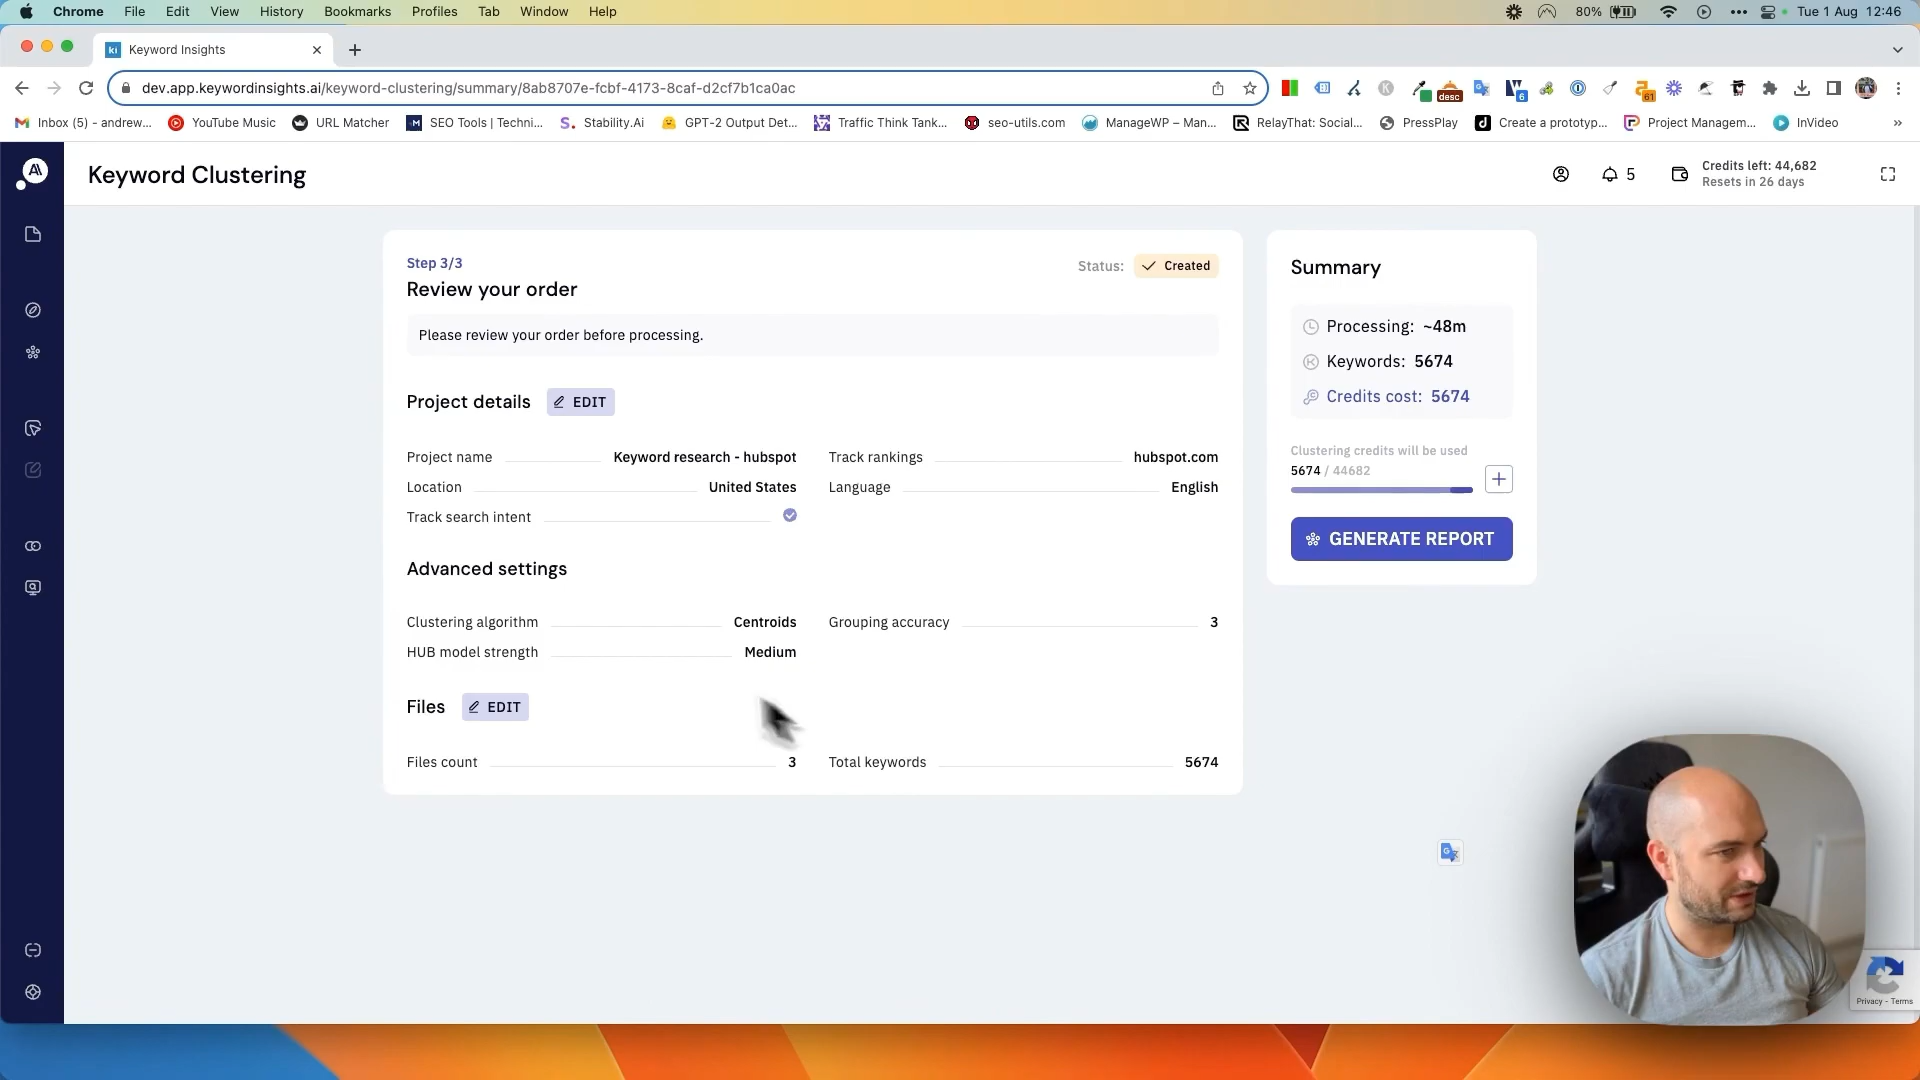 Chrome File Edit View History Bookmarks Profiles Tab Window Help 80% Tue 1 Aug 12:46
ki Keyword Insights
dev.app.keywordinsights.ai/keyword-clustering/summary/8ab8707e-fcbf-4173-8caf-d2cf7b1ca0ac desc 6 61
Inbox (5) - andrew... YouTube Music URL Matcher SEO Tools | Techni... Stability.Ai GPT-2 Output Det... Traffic Think Tank... seo-utils.com ManageWP – Man... RelayThat: Social... PressPlay Create a prototyp... Project Managem... InVideo »
Keyword Clustering
5
Credits left: 44,682
Resets in 26 days
Step 3/3
Review your order
Status: Created
Please review your order before processing.
Project details EDIT
Project name Keyword research - hubspot Track rankings hubspot.com
Location United States Language English
Track search intent
Advanced settings
Clustering algorithm Centroids Grouping accuracy 3
HUB model strength Medium
Files EDIT
Files count 3 Total keywords 5674
Summary
Processing: ~48m
Keywords: 5674
Credits cost: 5674
Clustering credits will be used
5674 / 44682
GENERATE REPORT
Privacy - Terms